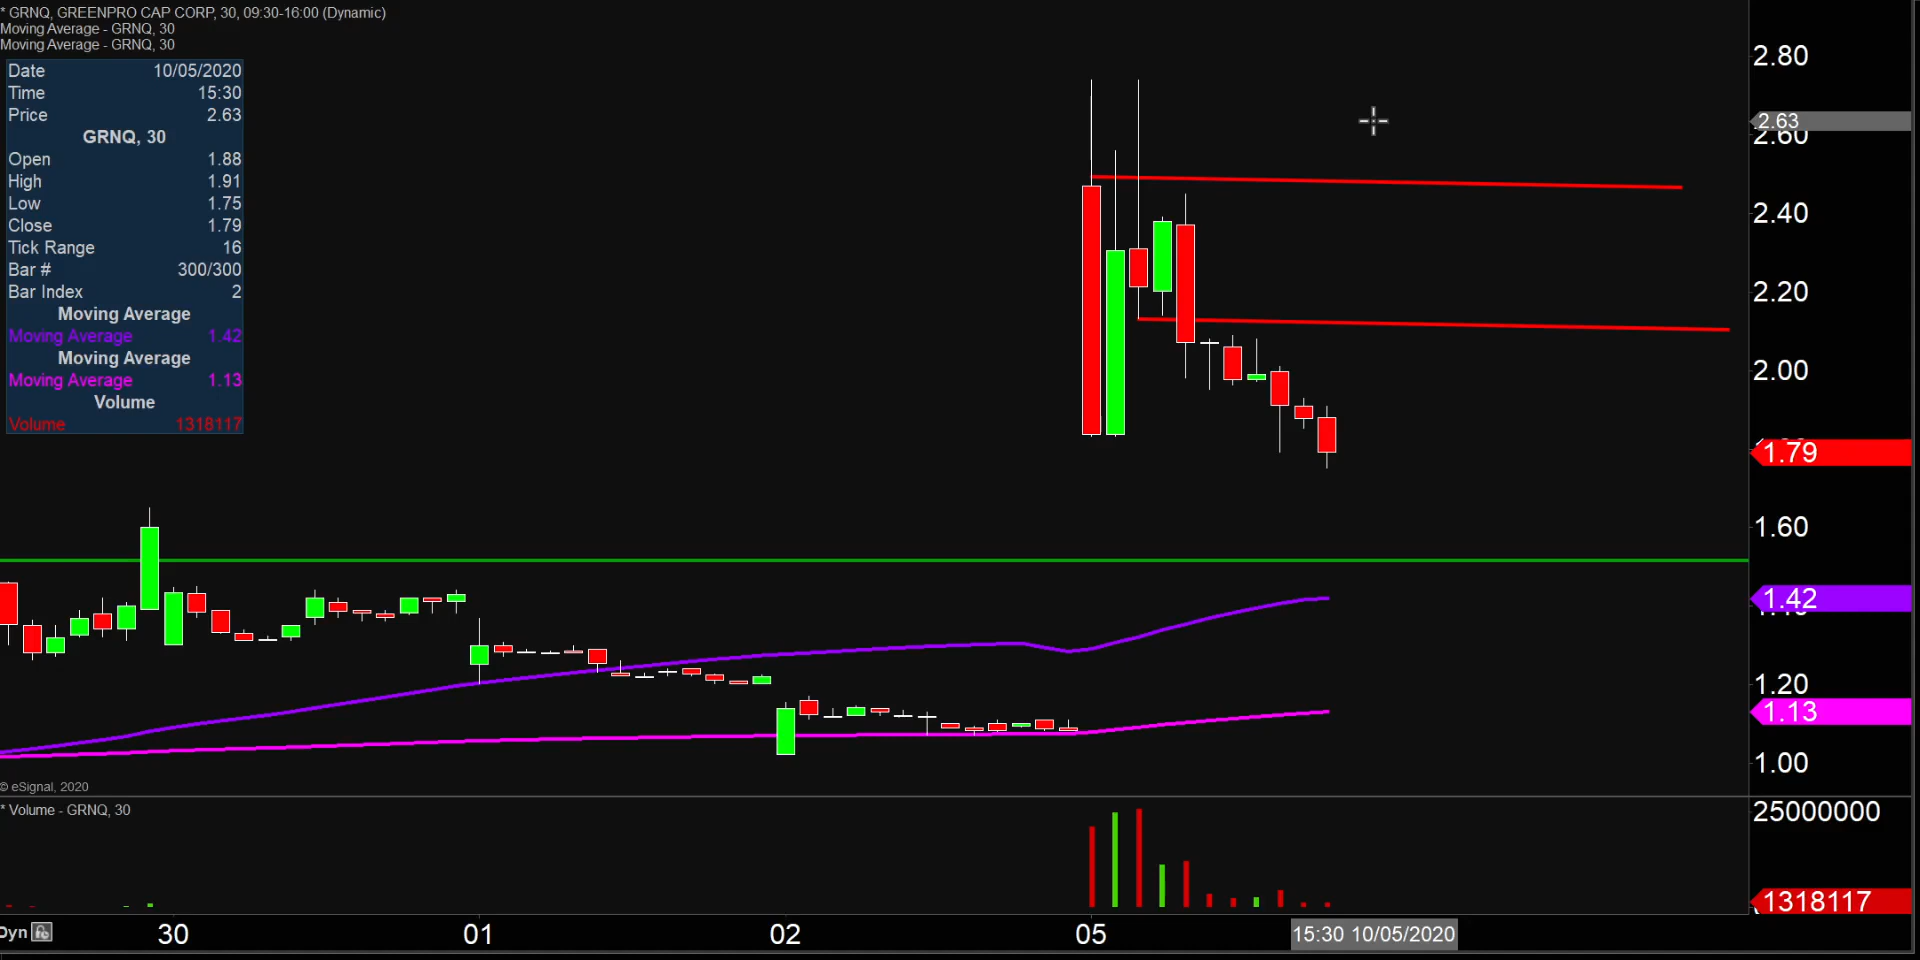 * GRNQ, GREENPRO CAP CORP, 30, 09:30-16:00 (Dynamic)
Moving Average - GRNQ, 30
Moving Average - GRNQ, 30
Date 10/05/2020
Time 15:30
Price 2.63
GRNQ, 30
Open 1.88
High 1.91
Low 1.75
Close 1.79
Tick Range 16
Bar # 300/300
Bar Index 2
Moving Average
Moving Average 1.42
Moving Average
Moving Average 1.13
Volume
Volume 1318117
2.80
2.63
2.60
2.40
2.20
2.00
1.79
1.60
1.42
1.20
1.13
1.00
© eSignal, 2020
* Volume - GRNQ, 30
25000000
1318117
Dyn
30 01 02 05 15:30 10/05/2020